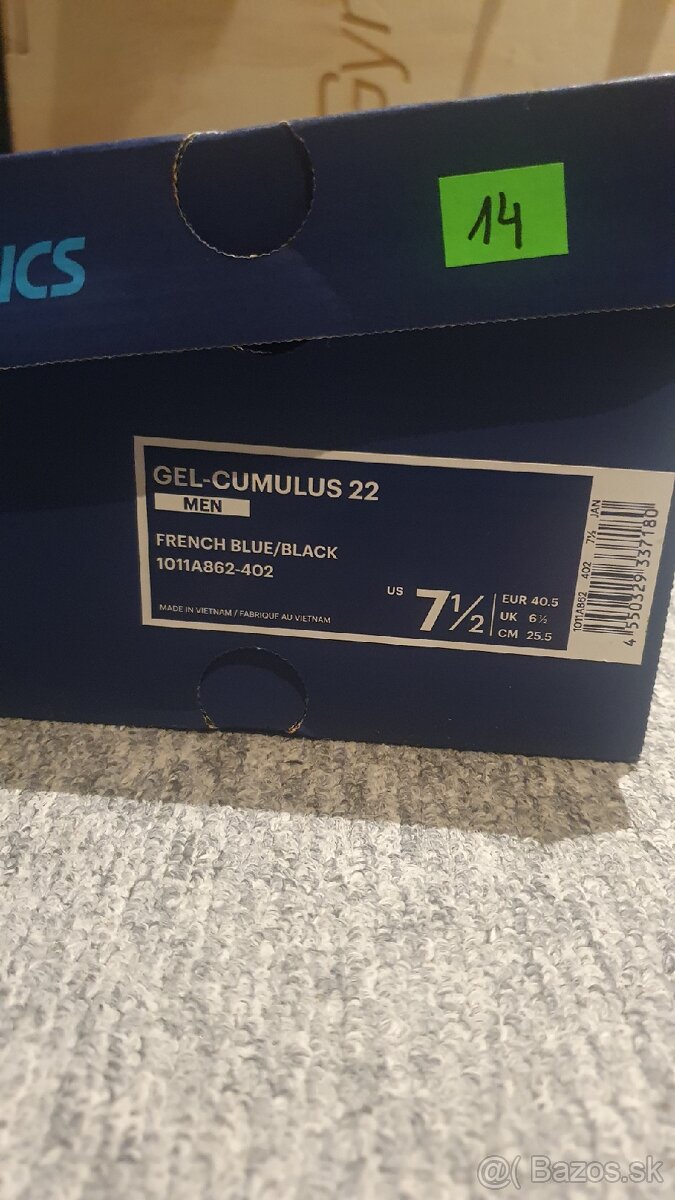 Gyr
14
ICS
GEL-CUMULUS 22
MEN
FRENCH BLUE/BLACK
1011A862-402
MADE IN VIETNAM / FABRIQUE AU VIETNAM
US 7½
EUR 40.5
UK 6½
CM 25.5
1011A862 402 7½ JAN
4 550329 337180
@( Bazos.sk